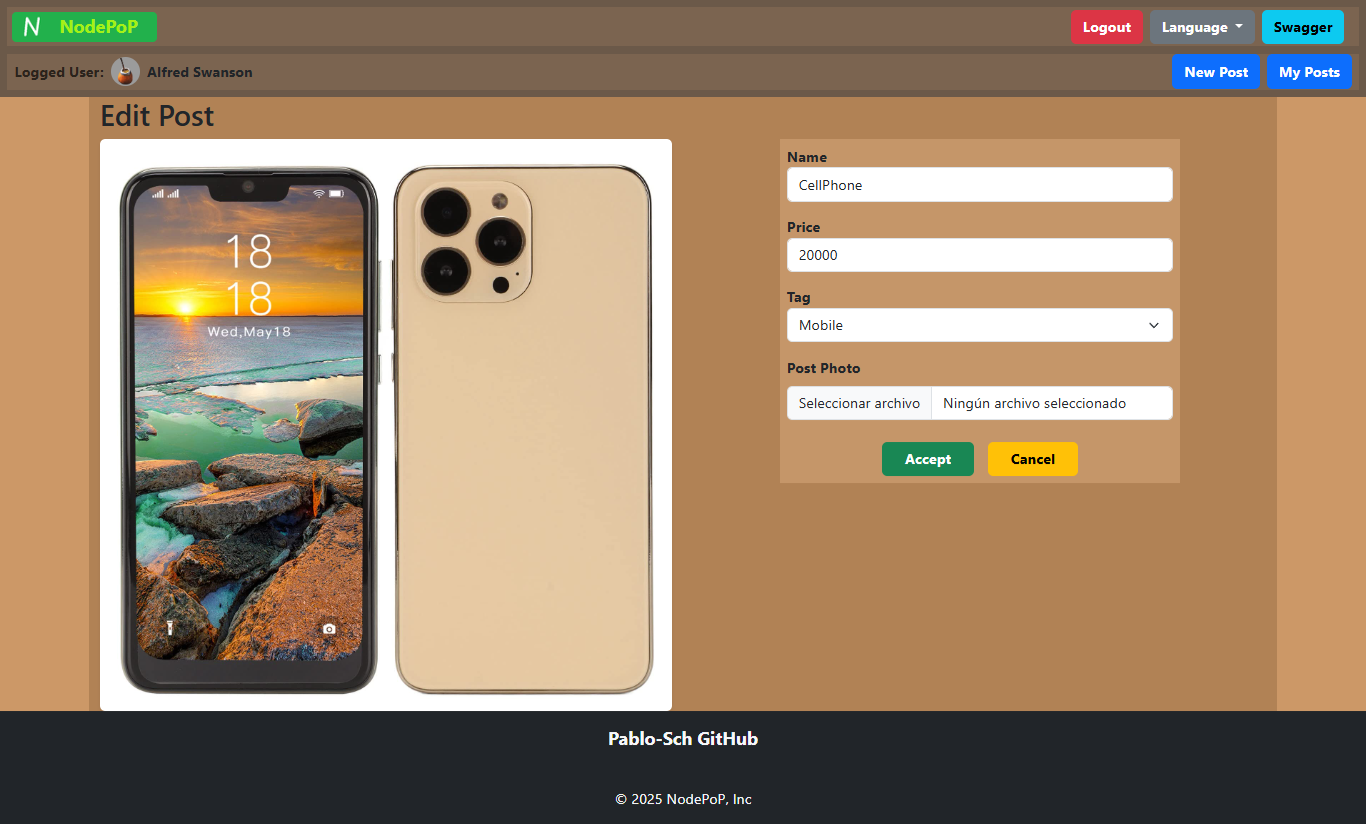 N NodePoP
Logout Language Swagger
Logged User: Alfred Swanson
New Post My Posts
Edit Post
18
18
Wed,May18
Name
CellPhone
Price
20000
Tag
Mobile
Post Photo
Seleccionar archivo Ningún archivo seleccionado
Accept Cancel
Pablo-Sch GitHub
© 2025 NodePoP, Inc